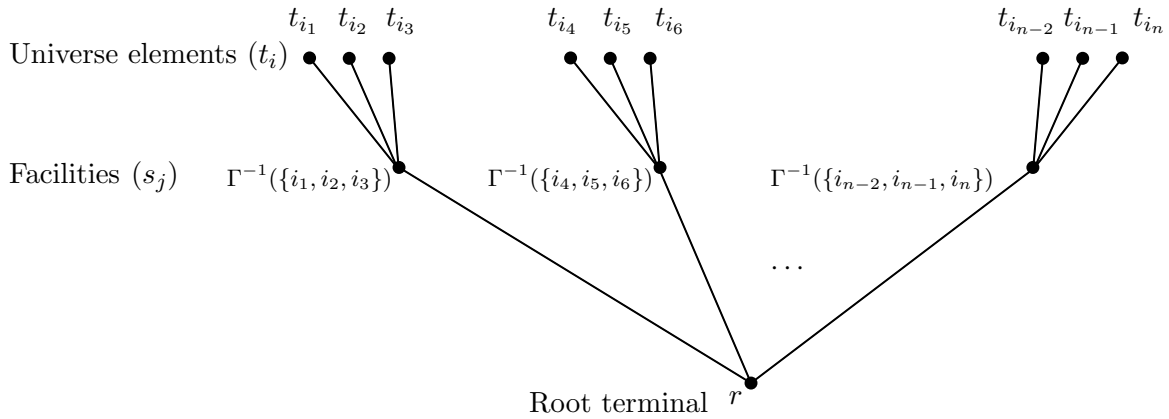 t_{i_1} t_{i_2} t_{i_3} t_{i_4} t_{i_5} t_{i_6} t_{i_{n-2}} t_{i_{n-1}} t_{i_n}
Universe elements (t_i)
Facilities (s_j) Γ^{-1}({i_1, i_2, i_3}) Γ^{-1}({i_4, i_5, i_6}) Γ^{-1}({i_{n-2}, i_{n-1}, i_n})
...
Root terminal r